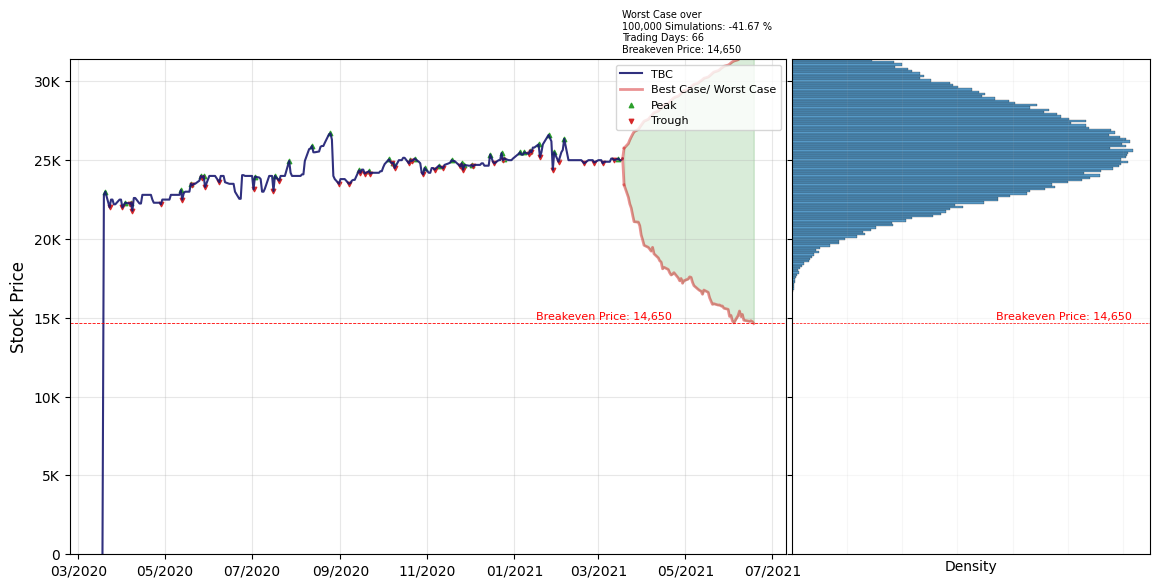 Worst Case over
100,000 Simulations: -41.67 %
Trading Days: 66
Breakeven Price: 14,650
TBC
Best Case/ Worst Case
Peak
Trough
30K
25K
20K
15K
10K
5K
0
Stock Price
Breakeven Price: 14,650
Breakeven Price: 14,650
03/2020
05/2020
07/2020
09/2020
11/2020
01/2021
03/2021
05/2021
07/2021
Density